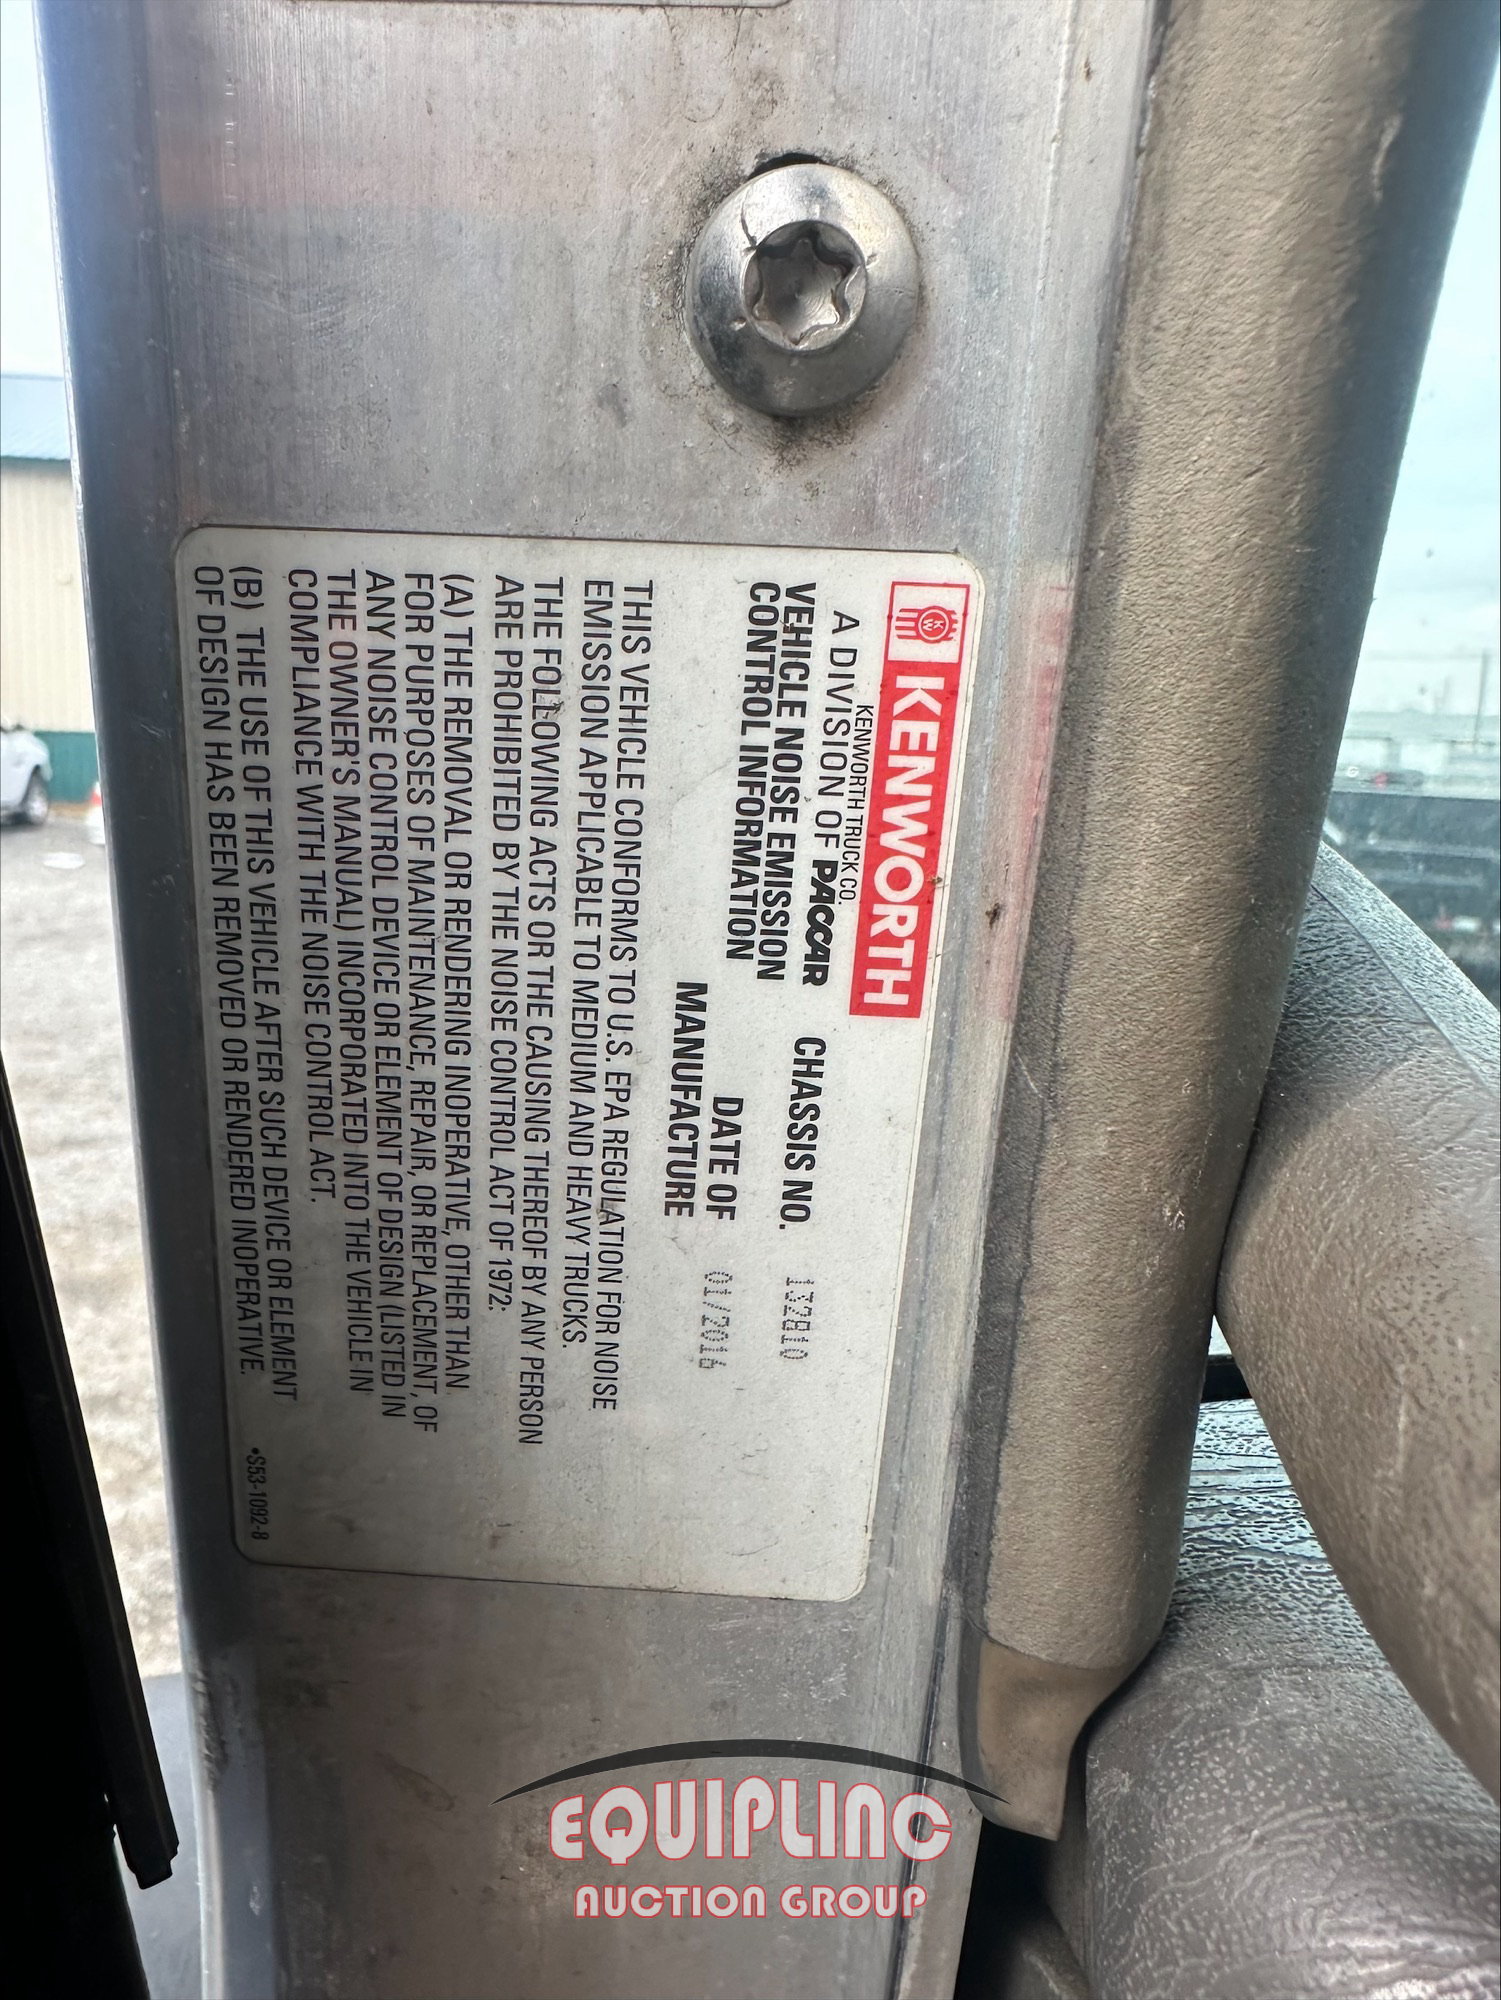 KW
KENWORTH
KENWORTH TRUCK CO.
A DIVISION OF PACCAR
VEHICLE NOISE EMISSION
CONTROL INFORMATION
CHASSIS NO. 132810
DATE OF
MANUFACTURE 01/2016
THIS VEHICLE CONFORMS TO U.S. EPA REGULATION FOR NOISE
EMISSION APPLICABLE TO MEDIUM AND HEAVY TRUCKS.
THE FOLLOWING ACTS OR THE CAUSING THEREOF BY ANY PERSON
ARE PROHIBITED BY THE NOISE CONTROL ACT OF 1972:
(A) THE REMOVAL OR RENDERING INOPERATIVE, OTHER THAN
FOR PURPOSES OF MAINTENANCE, REPAIR, OR REPLACEMENT, OF
ANY NOISE CONTROL DEVICE OR ELEMENT OF DESIGN (LISTED IN
THE OWNER'S MANUAL) INCORPORATED INTO THE VEHICLE IN
COMPLIANCE WITH THE NOISE CONTROL ACT.
(B) THE USE OF THIS VEHICLE AFTER SUCH DEVICE OR ELEMENT
OF DESIGN HAS BEEN REMOVED OR RENDERED INOPERATIVE.
•S53-1092-8
EQUIPLINC
AUCTION GROUP